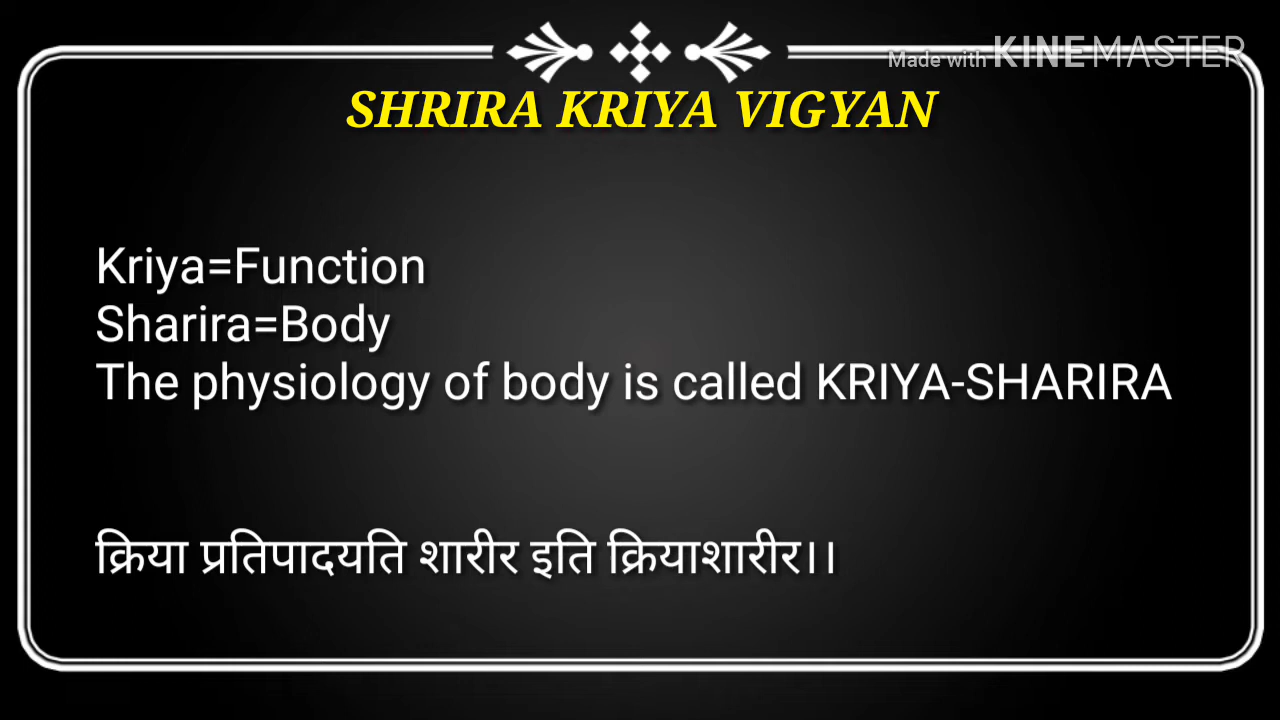 Made with KINEMASTER
SHRIRA KRIYA VIGYAN
Kriya=Function
Sharira=Body
The physiology of body is called KRIYA-SHARIRA
क्रिया प्रतिपादयति शारीर इति क्रियाशारीर।।